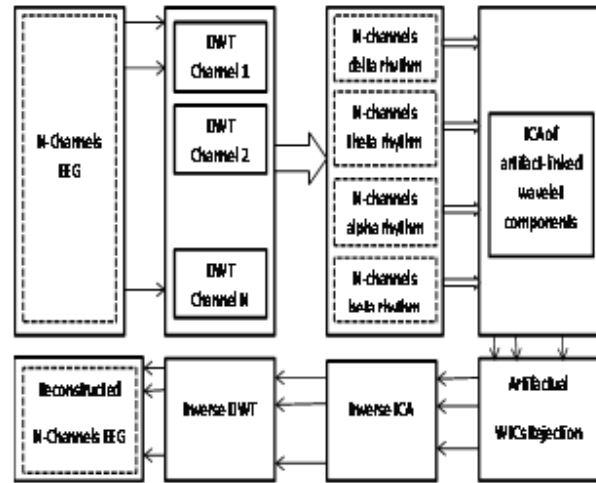 N-Channels
EEG
DWT
Channel 1
DWT
Channel 2
DWT
Channel N
N-channels
delta rhythm
N-channels
theta rhythm
N-channels
alpha rhythm
N-channels
beta rhythm
ICA of
artifact-linked
wavelet
components
Reconstructed
N-Channels EEG
Inverse DWT
Inverse ICA
Artifactual
WICs Rejection